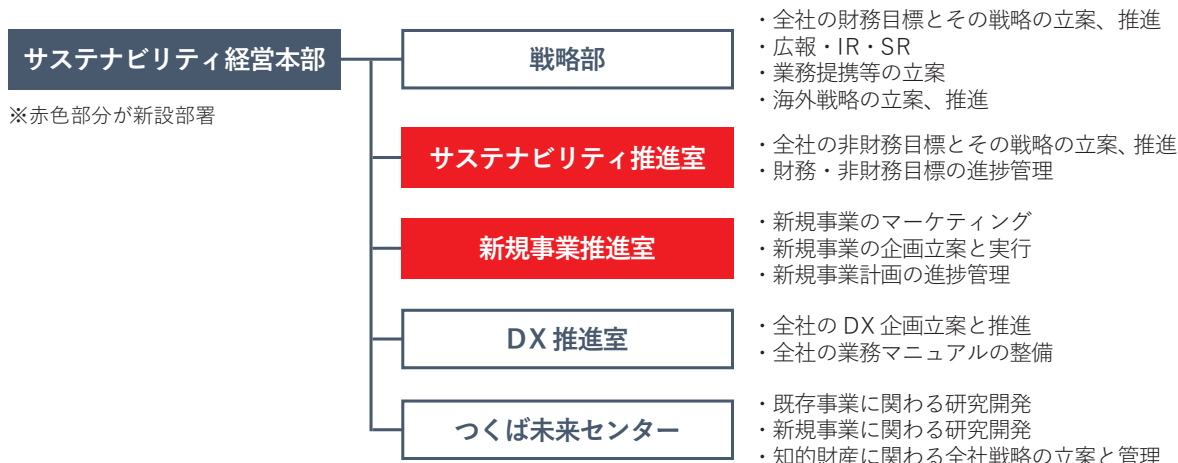 サステナビリティ経営本部
※赤色部分が新設部署
戦略部
・全社の財務目標とその戦略の立案、推進
・広報・IR・SR
・業務提携等の立案
・海外戦略の立案、推進
サステナビリティ推進室
・全社の非財務目標とその戦略の立案、推進
・財務・非財務目標の進捗管理
新規事業推進室
・新規事業のマーケティング
・新規事業の企画立案と実行
・新規事業計画の進捗管理
DX 推進室
・全社の DX 企画立案と推進
・全社の業務マニュアルの整備
つくば未来センター
・既存事業に関わる研究開発
・新規事業に関わる研究開発
・知的財産に関わる全社戦略の立案と管理